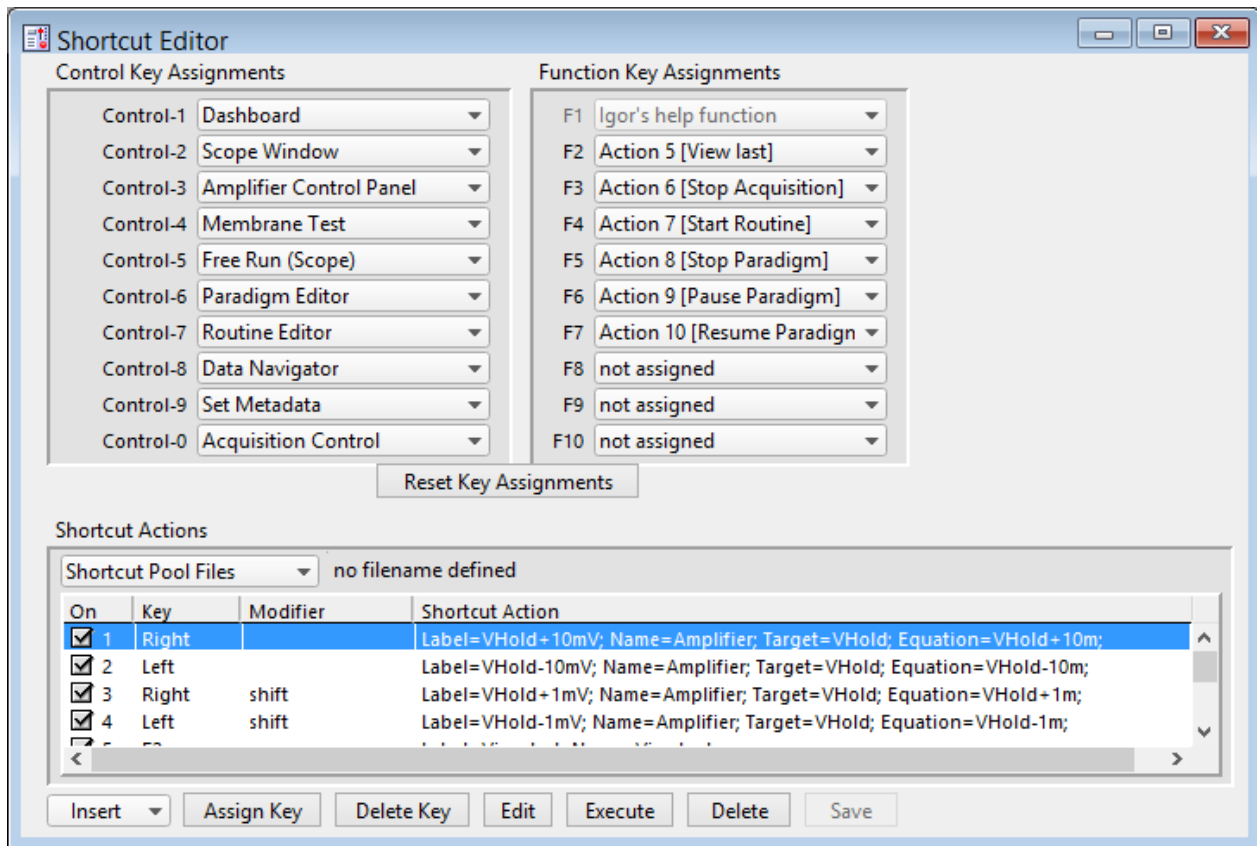 Shortcut Editor
Control Key Assignments
Function Key Assignments
Control-1 Dashboard
Control-2 Scope Window
Control-3 Amplifier Control Panel
Control-4 Membrane Test
Control-5 Free Run (Scope)
Control-6 Paradigm Editor
Control-7 Routine Editor
Control-8 Data Navigator
Control-9 Set Metadata
Control-0 Acquisition Control
F1 Igor's help function
F2 Action 5 [View last]
F3 Action 6 [Stop Acquisition]
F4 Action 7 [Start Routine]
F5 Action 8 [Stop Paradigm]
F6 Action 9 [Pause Paradigm]
F7 Action 10 [Resume Paradign
F8 not assigned
F9 not assigned
F10 not assigned
Reset Key Assignments
Shortcut Actions
Shortcut Pool Files no filename defined
On Key Modifier Shortcut Action
1 Right Label=VHold+10mV; Name=Amplifier; Target=VHold; Equation=VHold+10m;
2 Left Label=VHold-10mV; Name=Amplifier; Target=VHold; Equation=VHold-10m;
3 Right shift Label=VHold+1mV; Name=Amplifier; Target=VHold; Equation=VHold+1m;
4 Left shift Label=VHold-1mV; Name=Amplifier; Target=VHold; Equation=VHold-1m;
Insert Assign Key Delete Key Edit Execute Delete Save